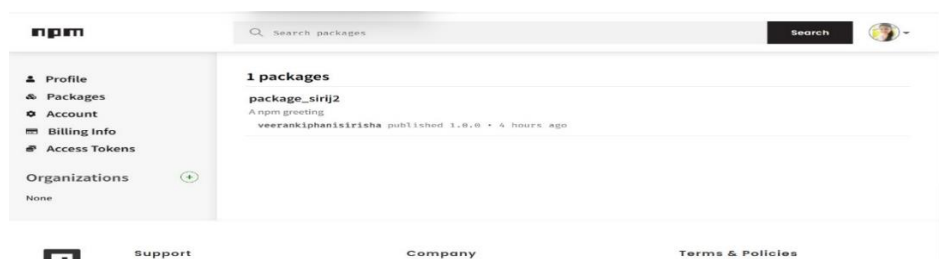 npm
Search packages
Search
Profile
Packages
Account
Billing Info
Access Tokens
Organizations
None
1 packages
package_sirij2
A npm greeting
veerankiphanisirisha published 1.0.0 • 4 hours ago
Support
Company
Terms & Policies